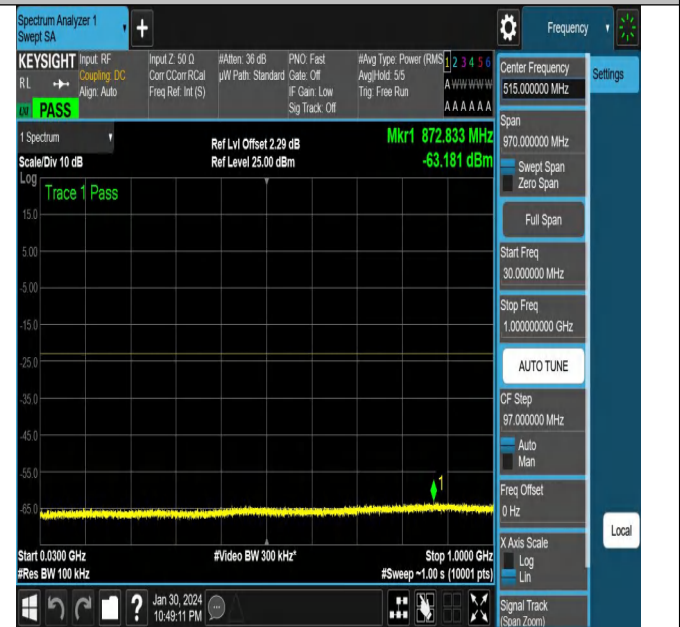 Spectrum Analyzer 1
Swept SA
+
Frequency
KEYSIGHT
RL
PASS
Input: RF
Coupling: DC
Align: Auto
Input Z: 50 Ω
Corr CCorr RCal
Freq Ref: Int (S)
#Atten: 36 dB
µW Path: Standard
PNO: Fast
Gate: Off
IF Gain: Low
Sig Track: Off
#Avg Type: Power (RMS
Avg|Hold: 5/5
Trig: Free Run
1 2 3 4 5 6
A W W W W W
A A A A A A
1 Spectrum
Scale/Div 10 dB
Ref Lvl Offset 2.29 dB
Ref Level 25.00 dBm
Mkr1 872.833 MHz
-63.181 dBm
Log
Trace 1 Pass
15.0
5.00
-5.00
-15.0
-25.0
-35.0
-45.0
-55.0
-65.0
1
Start 0.0300 GHz
#Res BW 100 kHz
#Video BW 300 kHz*
Stop 1.0000 GHz
#Sweep ~1.00 s (10001 pts)
Jan 30, 2024
10:49:11 PM
Center Frequency
515.000000 MHz
Settings
Span
970.000000 MHz
Swept Span
Zero Span
Full Span
Start Freq
30.000000 MHz
Stop Freq
1.000000000 GHz
AUTO TUNE
CF Step
97.000000 MHz
Auto
Man
Freq Offset
0 Hz
X Axis Scale
Log
Lin
Local
Signal Track
(Span Zoom)